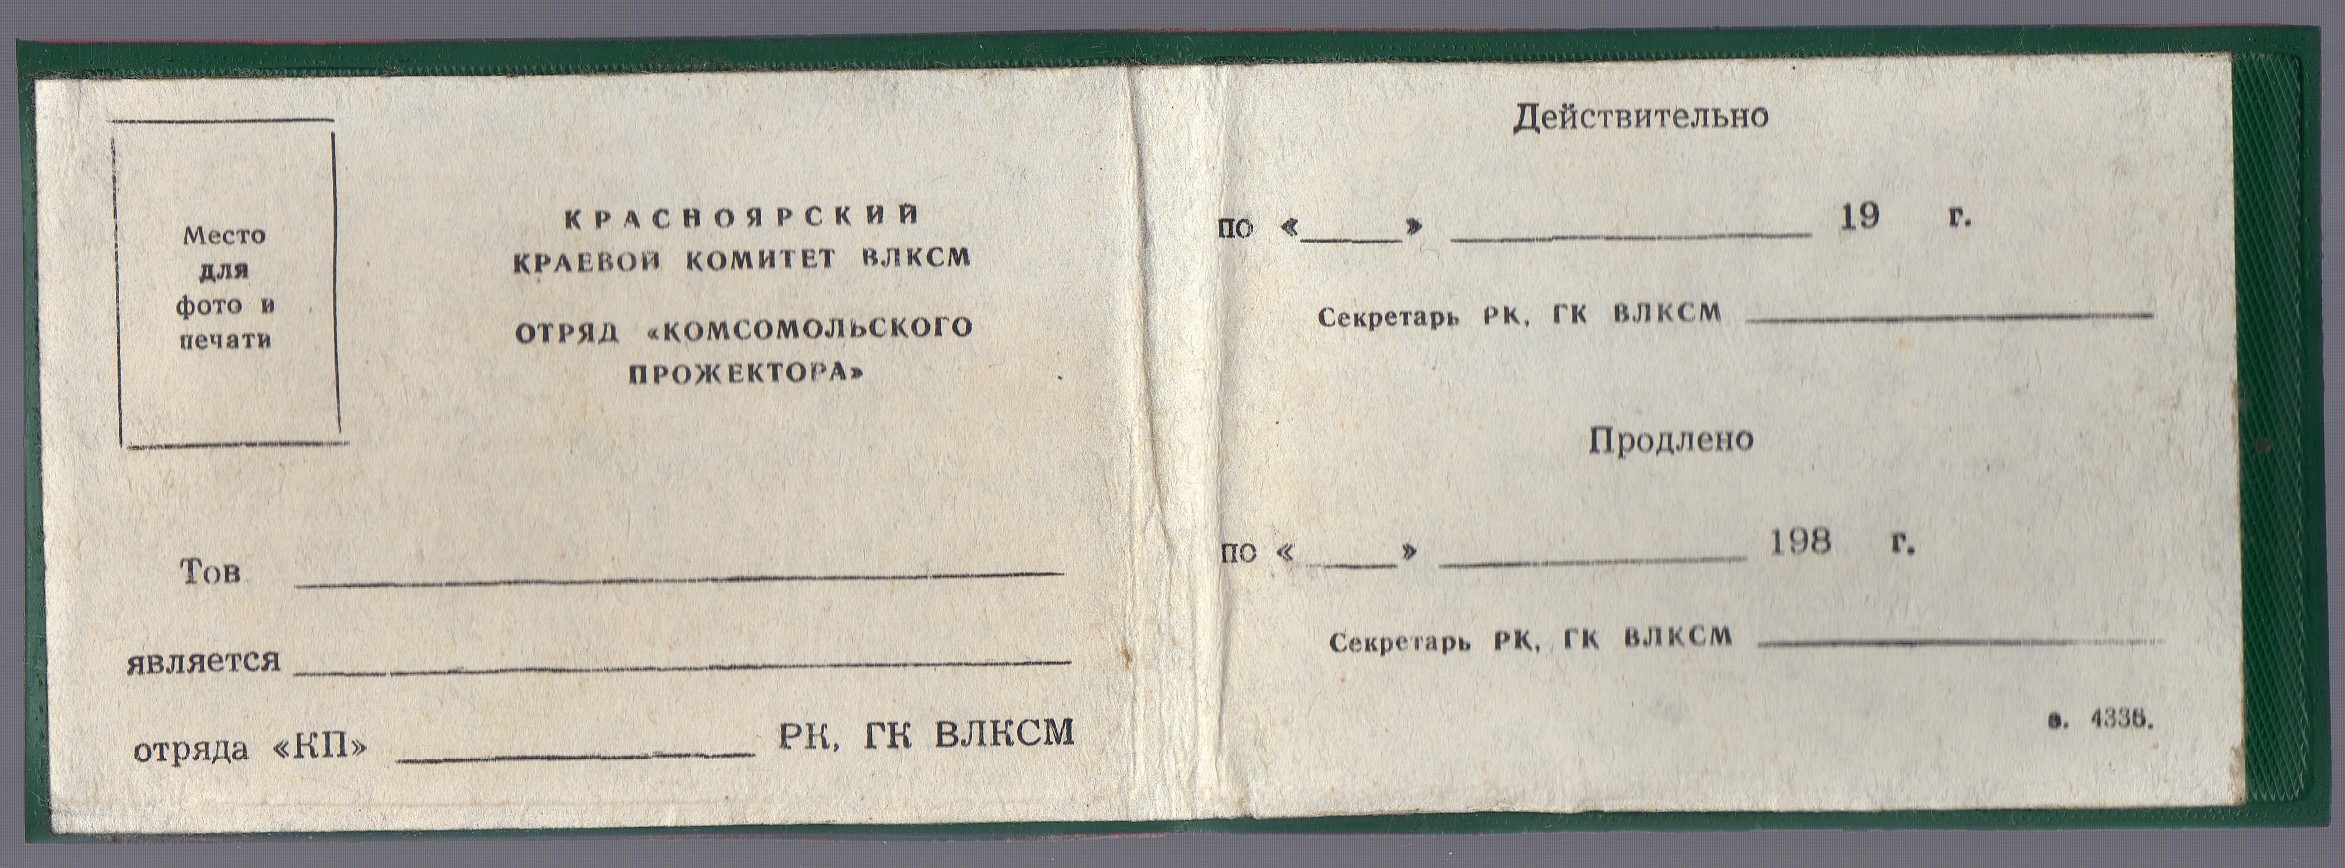 Место
для
фото и
печати
КРАСНОЯРСКИЙ
КРАЕВОЙ КОМИТЕТ ВЛКСМ
ОТРЯД «КОМСОМОЛЬСКОГО
ПРОЖЕКТОРА»
Тов
является
отряда «КП» РК, ГК ВЛКСМ
Действительно
по « » 19 г.
Секретарь РК, ГК ВЛКСМ
Продлено
по « » 198 г.
Секретарь РК, ГК ВЛКСМ
з. 4336.